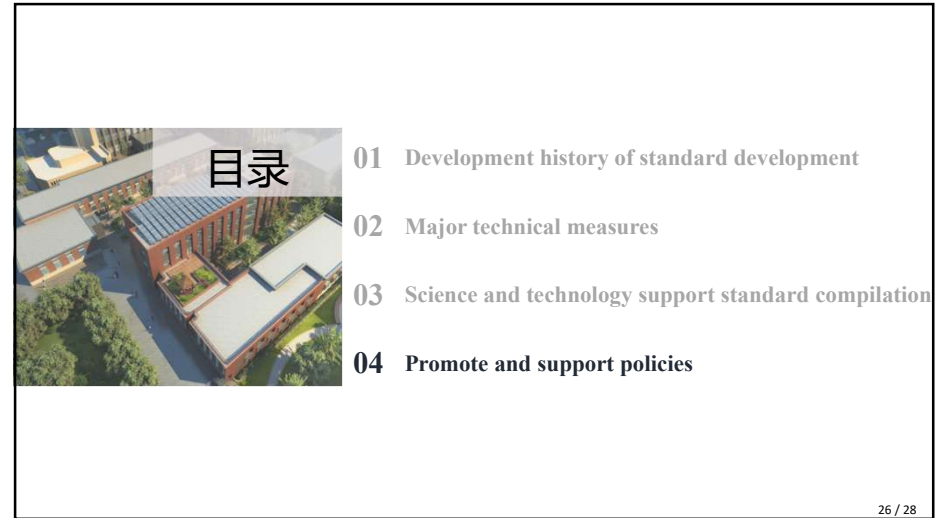 目录
01 Development history of standard development
02 Major technical measures
03 Science and technology support standard compilation
04 Promote and support policies
26 / 28